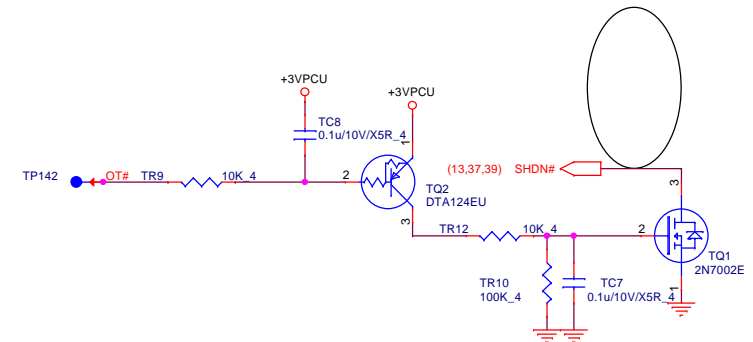 +3VPCU
+3VPCU
TC8
0.1u/10V/X5R_4
1
(13,37,39) SHDN#
TP142
OT#
TR9
10K_4
2
3
TQ2
DTA124EU
3
TR12
10K_4
2
TQ1
2N7002E
TR10
100K_4
TC7
0.1u/10V/X5R_4
1